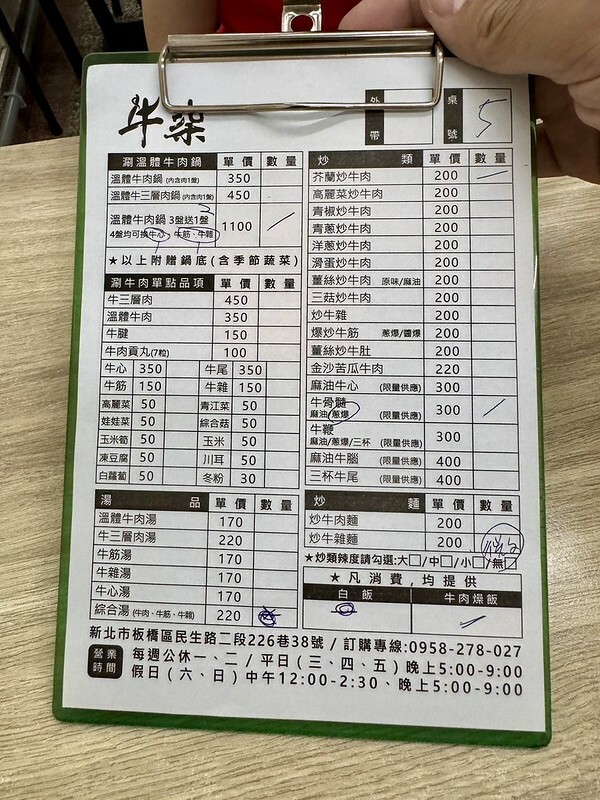 牛柒
外帶
桌號 5
涮溫體牛肉鍋 單價 數量
溫體牛肉鍋 (內含肉1盤) 350
溫體牛三層肉鍋 (內含肉1盤) 450
溫體牛肉鍋 3盤送1盤 1100
4盤均可換牛心、牛筋、牛雜
★以上附贈鍋底(含季節蔬菜)
涮牛肉單點品項 單價 數量
牛三層肉 450
溫體牛肉 350
牛腱 150
牛肉貢丸(7粒) 100
牛心 350 牛尾 350
牛筋 150 牛雜 150
高麗菜 50 青江菜 50
娃娃菜 50 綜合菇 50
玉米筍 50 玉米 50
凍豆腐 50 川耳 50
白蘿蔔 50 冬粉 30
湯品 單價 數量
溫體牛肉湯 170
牛三層肉湯 220
牛筋湯 170
牛雜湯 170
牛心湯 170
綜合湯 (牛肉、牛筋、牛雜) 220
炒類 單價 數量
芥蘭炒牛肉 200
高麗菜炒牛肉 200
青椒炒牛肉 200
青蔥炒牛肉 200
洋蔥炒牛肉 200
滑蛋炒牛肉 200
薑絲炒牛肉 原味/麻油 200
三菇炒牛肉 200
炒牛雜 200
爆炒牛筋 蔥爆/醬爆 200
薑絲炒牛肚 200
金沙苦瓜牛肉 220
麻油牛心 (限量供應) 300
牛骨髓
麻油/蔥爆 (限量供應) 300
牛鞭
麻油/蔥爆/三杯 (限量供應) 300
麻油牛腦 (限量供應) 400
三杯牛尾 (限量供應) 400
炒麵 單價 數量
炒牛肉麵 200
炒牛雜麵 200
★炒類辣度請勾選:大□/中□/小□/無□
★凡消費,均提供
白飯 牛肉燥飯
新北市板橋區民生路二段226巷38號 / 訂購專線:0958-278-027
營業時間
每週公休一、二 / 平日(三、四、五)晚上5:00-9:00
假日(六、日)中午12:00-2:30、晚上5:00-9:00